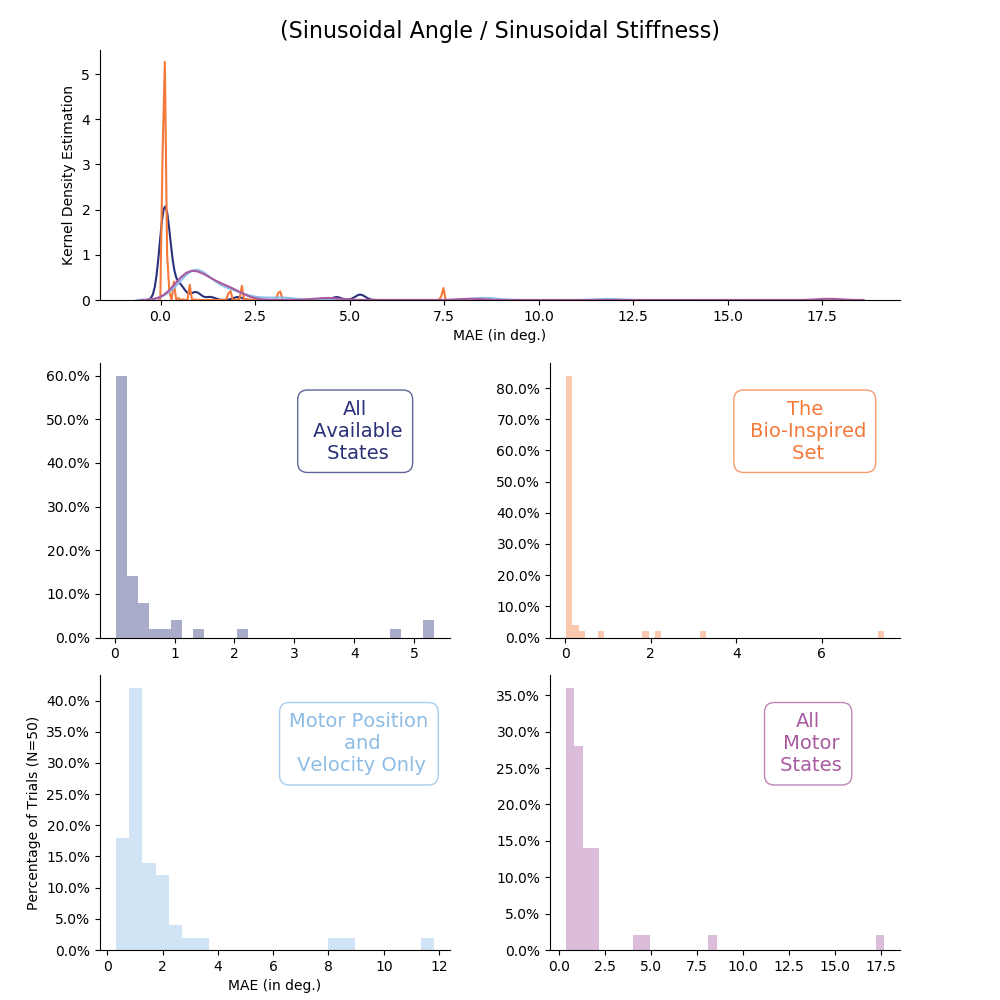 (Sinusoidal Angle / Sinusoidal Stiffness)
Kernel Density Estimation
5
4
3
2
1
0
0.0 2.5 5.0 7.5 10.0 12.5 15.0 17.5
MAE (in deg.)
60.0%
50.0%
40.0%
30.0%
20.0%
10.0%
0.0%
0 1 2 3 4 5
All
Available
States
80.0%
70.0%
60.0%
50.0%
40.0%
30.0%
20.0%
10.0%
0.0%
0 2 4 6
The
Bio-Inspired
Set
Percentage of Trials (N=50)
40.0%
35.0%
30.0%
25.0%
20.0%
15.0%
10.0%
5.0%
0.0%
0 2 4 6 8 10 12
MAE (in deg.)
Motor Position
and
Velocity Only
35.0%
30.0%
25.0%
20.0%
15.0%
10.0%
5.0%
0.0%
0.0 2.5 5.0 7.5 10.0 12.5 15.0 17.5
All
Motor
States